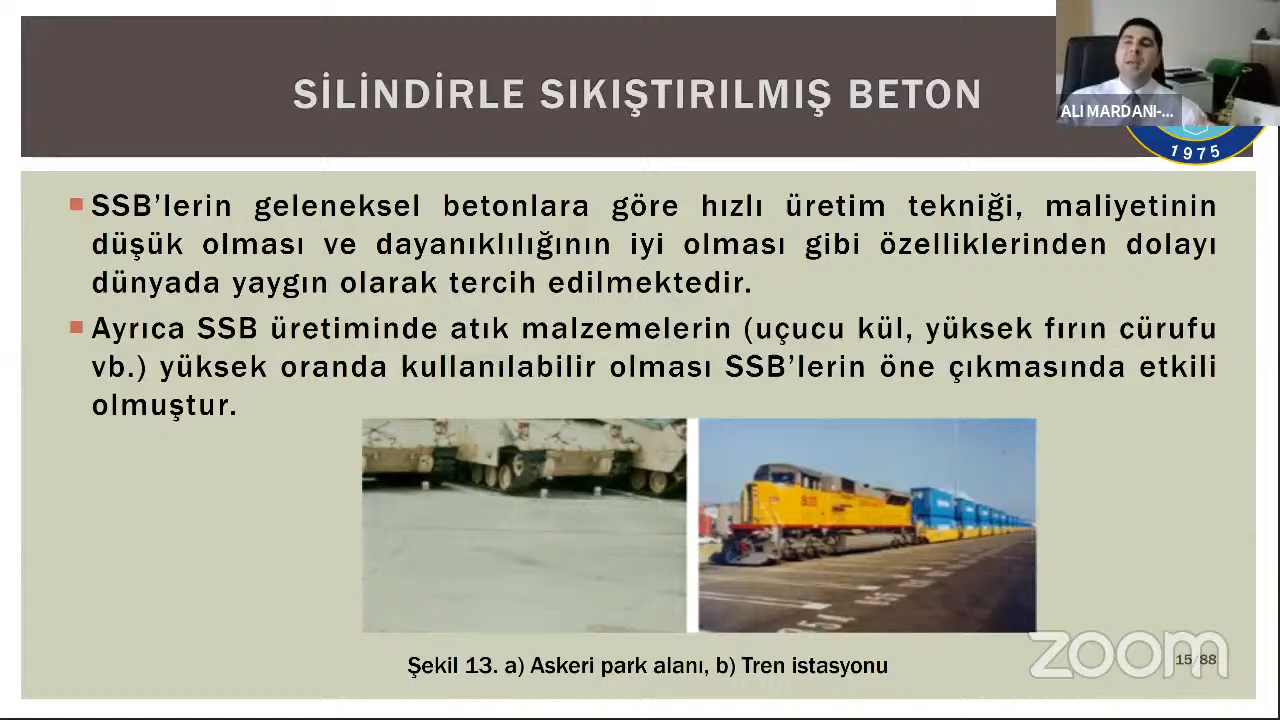 SİLİNDİRLE SIKIŞTIRILMIŞ BETON
ALI MARDANI-...
1975
SSB’lerin geleneksel betonlara göre hızlı üretim tekniği, maliyetinin
düşük olması ve dayanıklılığının iyi olması gibi özelliklerinden dolayı
dünyada yaygın olarak tercih edilmektedir.
Ayrıca SSB üretiminde atık malzemelerin (uçucu kül, yüksek fırın cürufu
vb.) yüksek oranda kullanılabilir olması SSB’lerin öne çıkmasında etkili
olmuştur.
Şekil 13. a) Askeri park alanı, b) Tren istasyonu
zoom
15/88